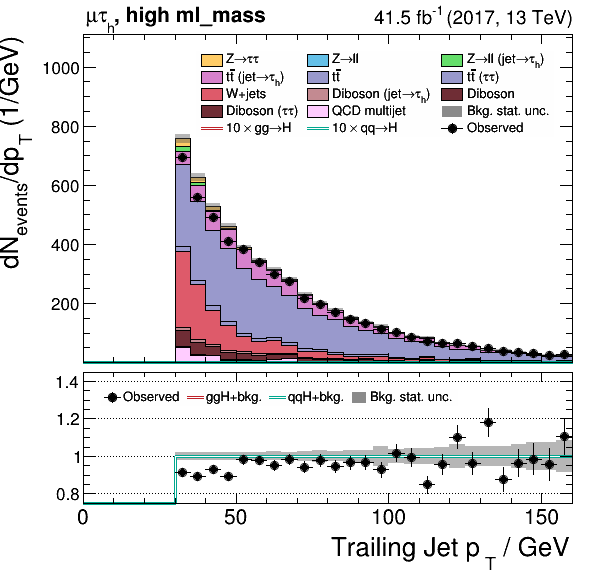 μτh, high ml_mass 41.5 fb-1 (2017, 13 TeV)
dNevents/dpT (1/GeV)
1000
800
600
400
200
Z→ττ Z→ll Z→ll (jet→τh)
tt̄ (jet→τh) tt̄ tt̄ (ττ)
W+jets Diboson (jet→τh) Diboson
Diboson (ττ) QCD multijet Bkg. stat. unc.
10 × gg→H 10 × qq→H Observed
1.4
1.2
1
0.8
Observed ggH+bkg. qqH+bkg. Bkg. stat. unc.
0 50 100 150
Trailing Jet pT / GeV